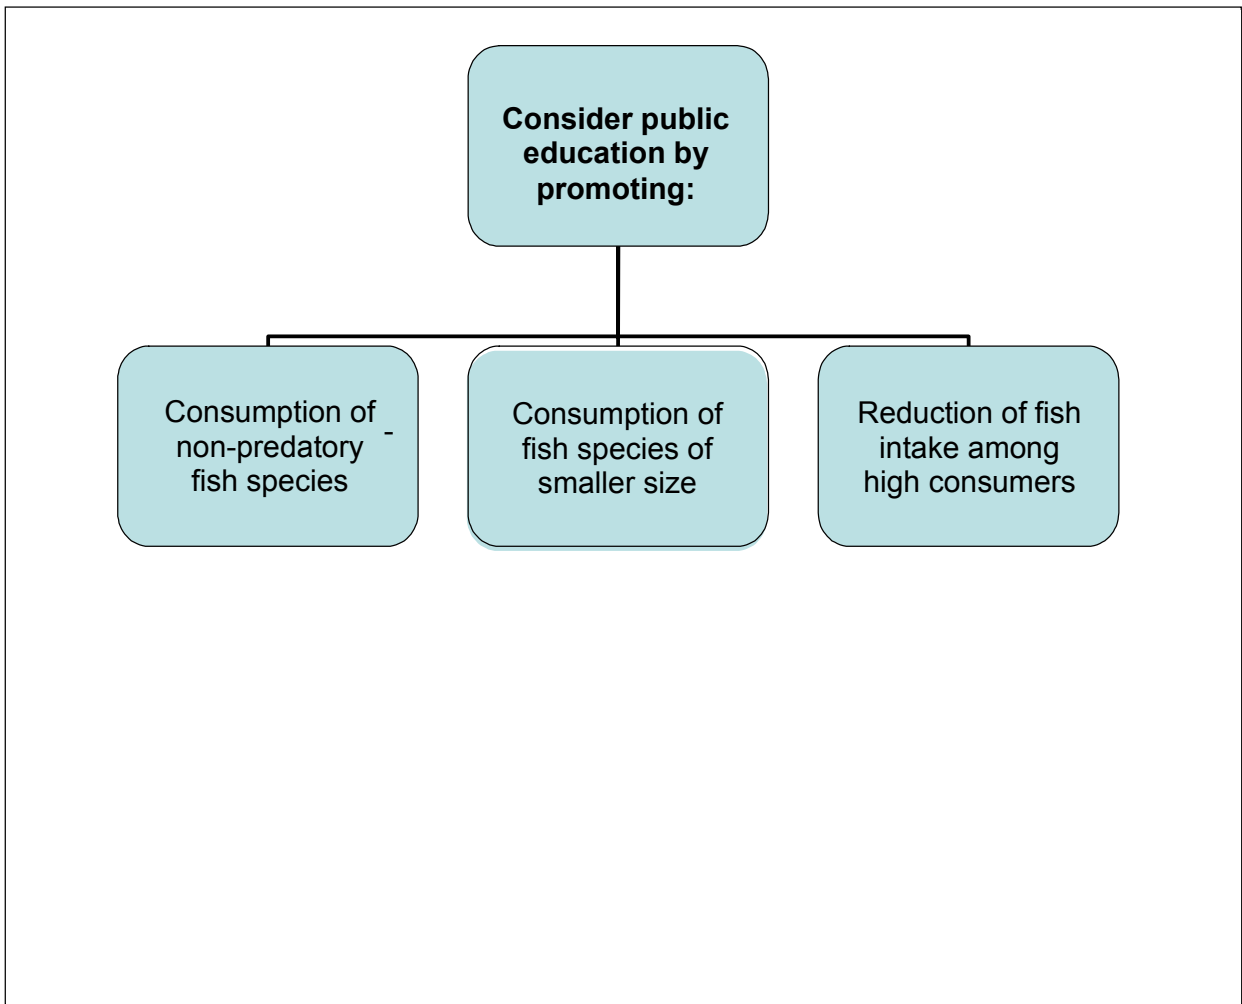 Consider public
education by
promoting:
Consumption of
non-predatory -
fish species
Consumption of
fish species of
smaller size
Reduction of fish
intake among
high consumers